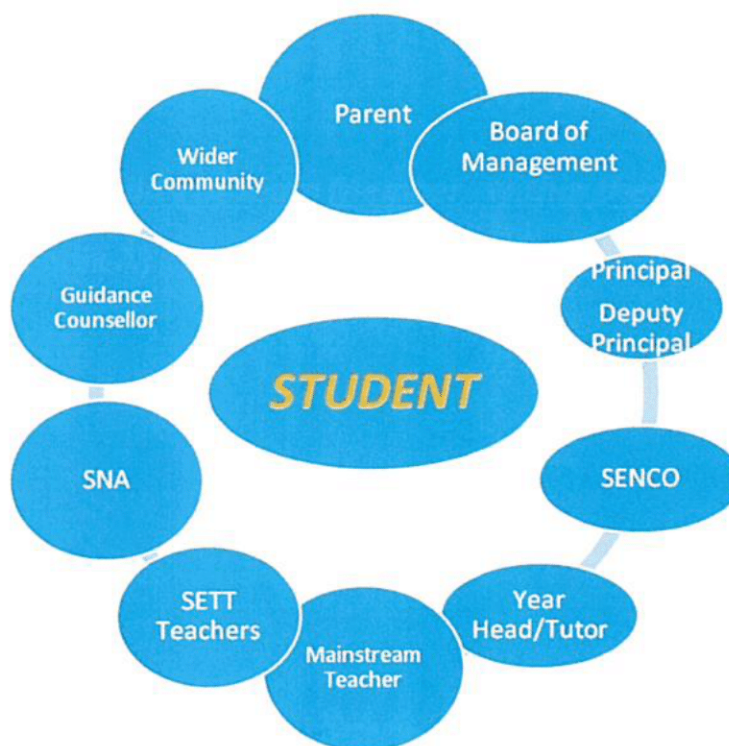 Parent
Board of
Management
Principal
Deputy
Principal
SENCO
Year
Head/Tutor
Mainstream
Teacher
SETT
Teachers
SNA
Guidance
Counsellor
Wider
Community
STUDENT